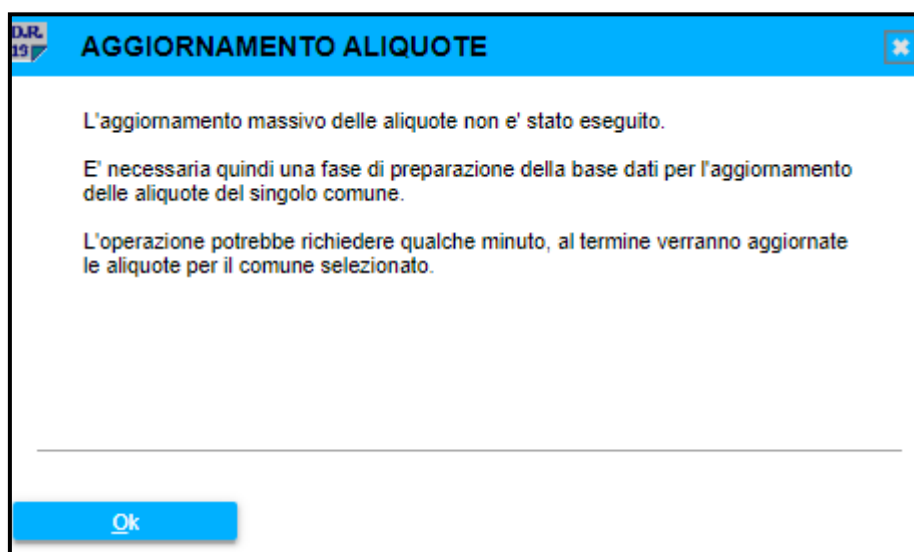 D.R.
19
AGGIORNAMENTO ALIQUOTE
L'aggiornamento massivo delle aliquote non e' stato eseguito.
E' necessaria quindi una fase di preparazione della base dati per l'aggiornamento
delle aliquote del singolo comune.
L'operazione potrebbe richiedere qualche minuto, al termine verranno aggiornate
le aliquote per il comune selezionato.
Ok